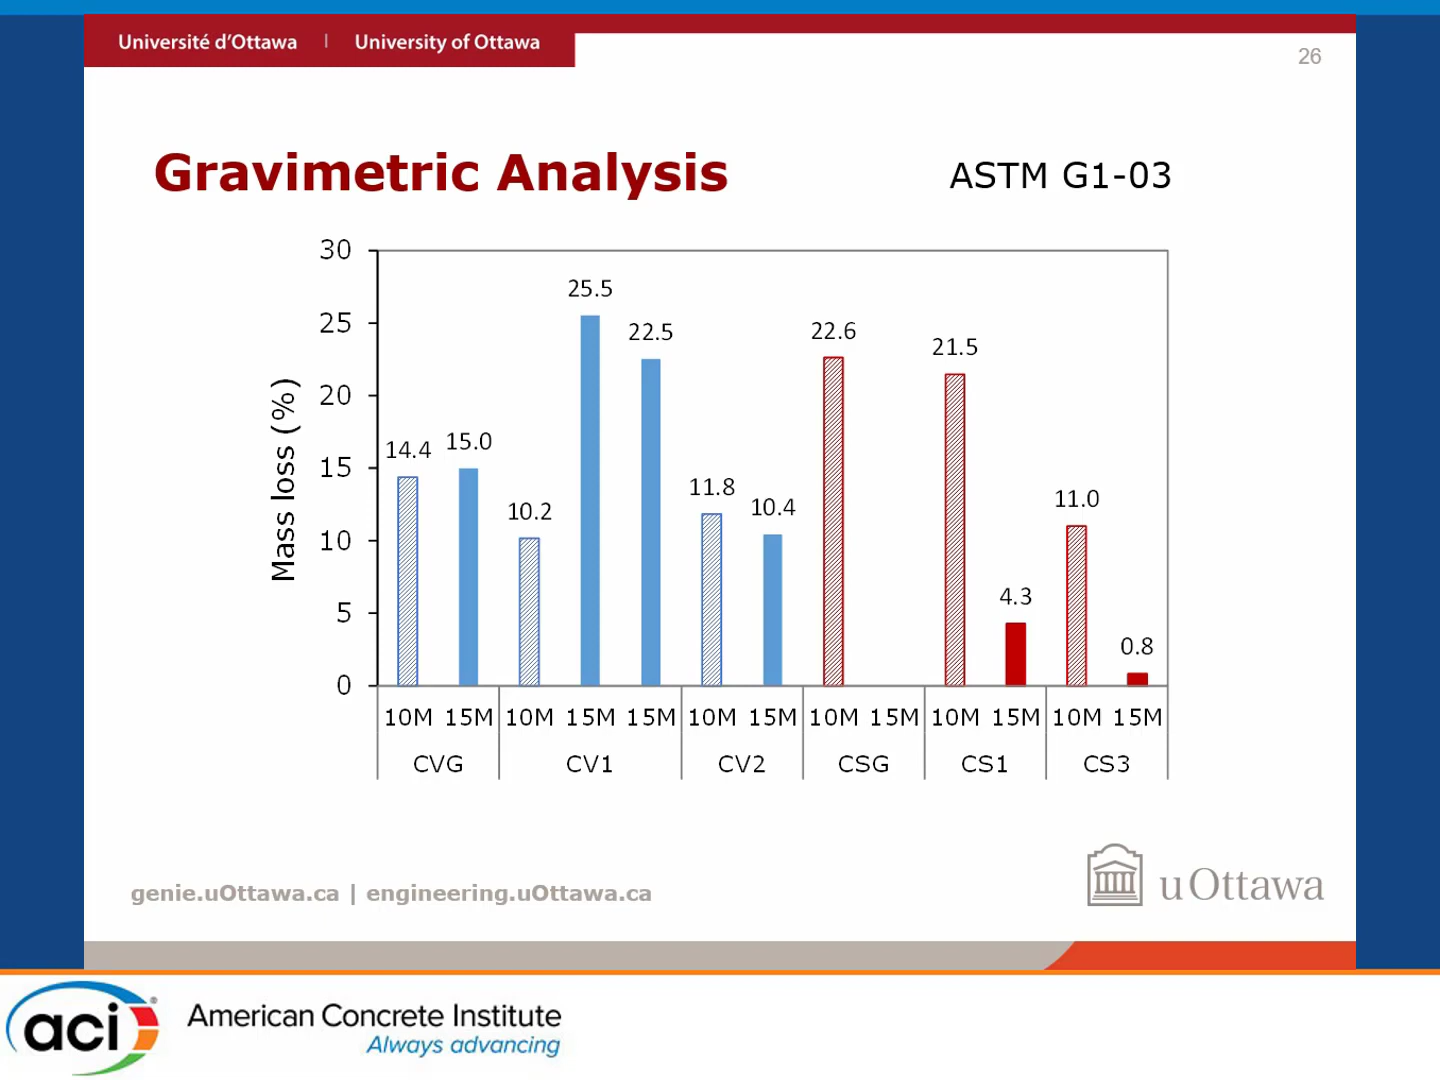 Université d'Ottawa | University of Ottawa
26
Gravimetric Analysis
ASTM G1-03
Mass loss (%)
30
25
20
15
10
5
0
14.4
15.0
10.2
25.5
22.5
11.8
10.4
22.6
21.5
4.3
11.0
0.8
10M 15M 10M 15M 15M 10M 15M 10M 15M 10M 15M 10M 15M
CVG CV1 CV2 CSG CS1 CS3
genie.uOttawa.ca | engineering.uOttawa.ca
uOttawa
aci®
American Concrete Institute
Always advancing